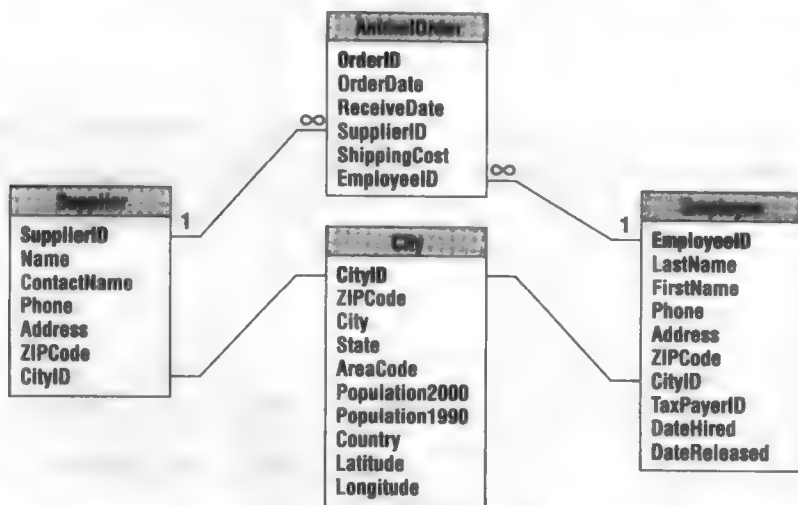 OrderID
OrderDate
ReceiveDate
SupplierID
ShippingCost
EmployeeID
∞
∞
1
1
Supplier
SupplierID
Name
ContactName
Phone
Address
ZIPCode
CityID
City
CityID
ZIPCode
City
State
AreaCode
Population2000
Population1990
Country
Latitude
Longitude
EmployeeID
LastName
FirstName
Phone
Address
ZIPCode
CityID
TaxPayerID
DateHired
DateReleased